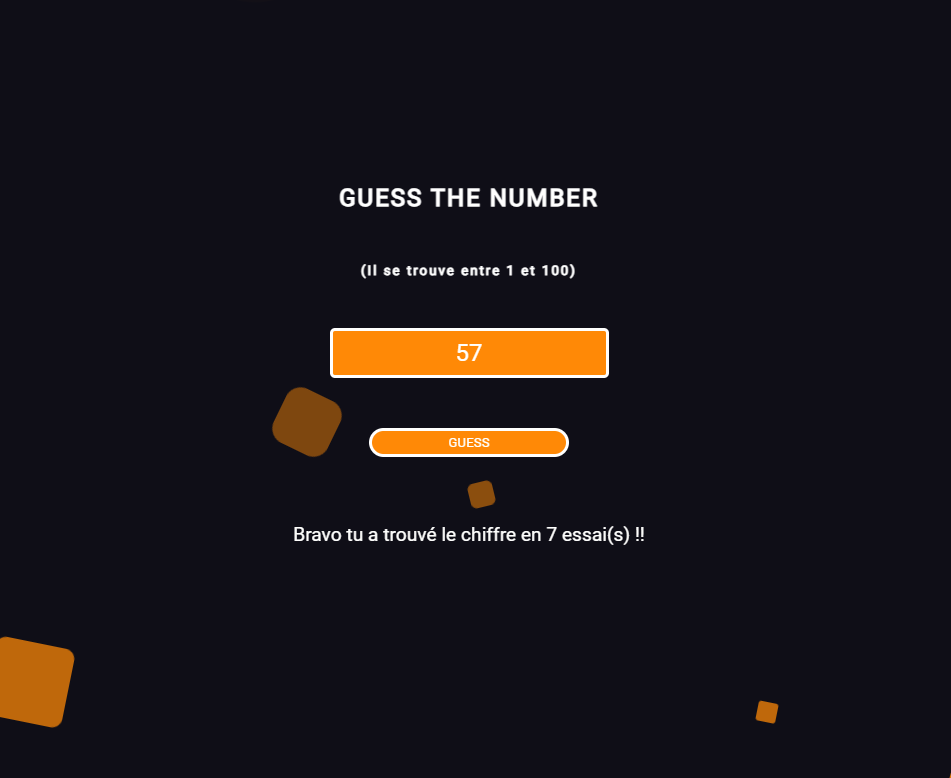 GUESS THE NUMBER
(Il se trouve entre 1 et 100)
57
GUESS
Bravo tu a trouvé le chiffre en 7 essai(s) !!